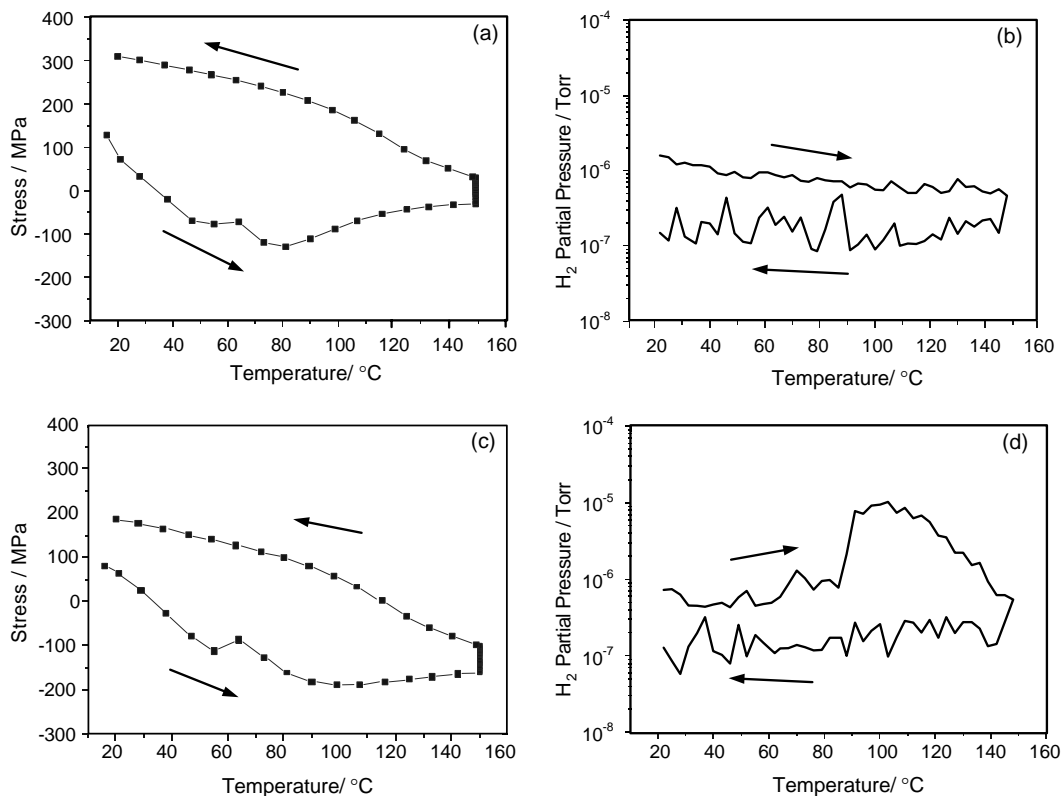 (a)
400
300
200
100
0
-100
-200
-300
Stress / MPa
20 40 60 80 100 120 140 160
Temperature/ °C
(b)
10-4
10-5
10-6
10-7
10-8
H2 Partial Pressure / Torr
20 40 60 80 100 120 140 160
Temperature/ °C
(c)
400
300
200
100
0
-100
-200
-300
Stress / MPa
20 40 60 80 100 120 140 160
Temperature/ °C
(d)
10-4
10-5
10-6
10-7
10-8
H2 Partial Pressure / Torr
20 40 60 80 100 120 140 160
Temperature/ °C